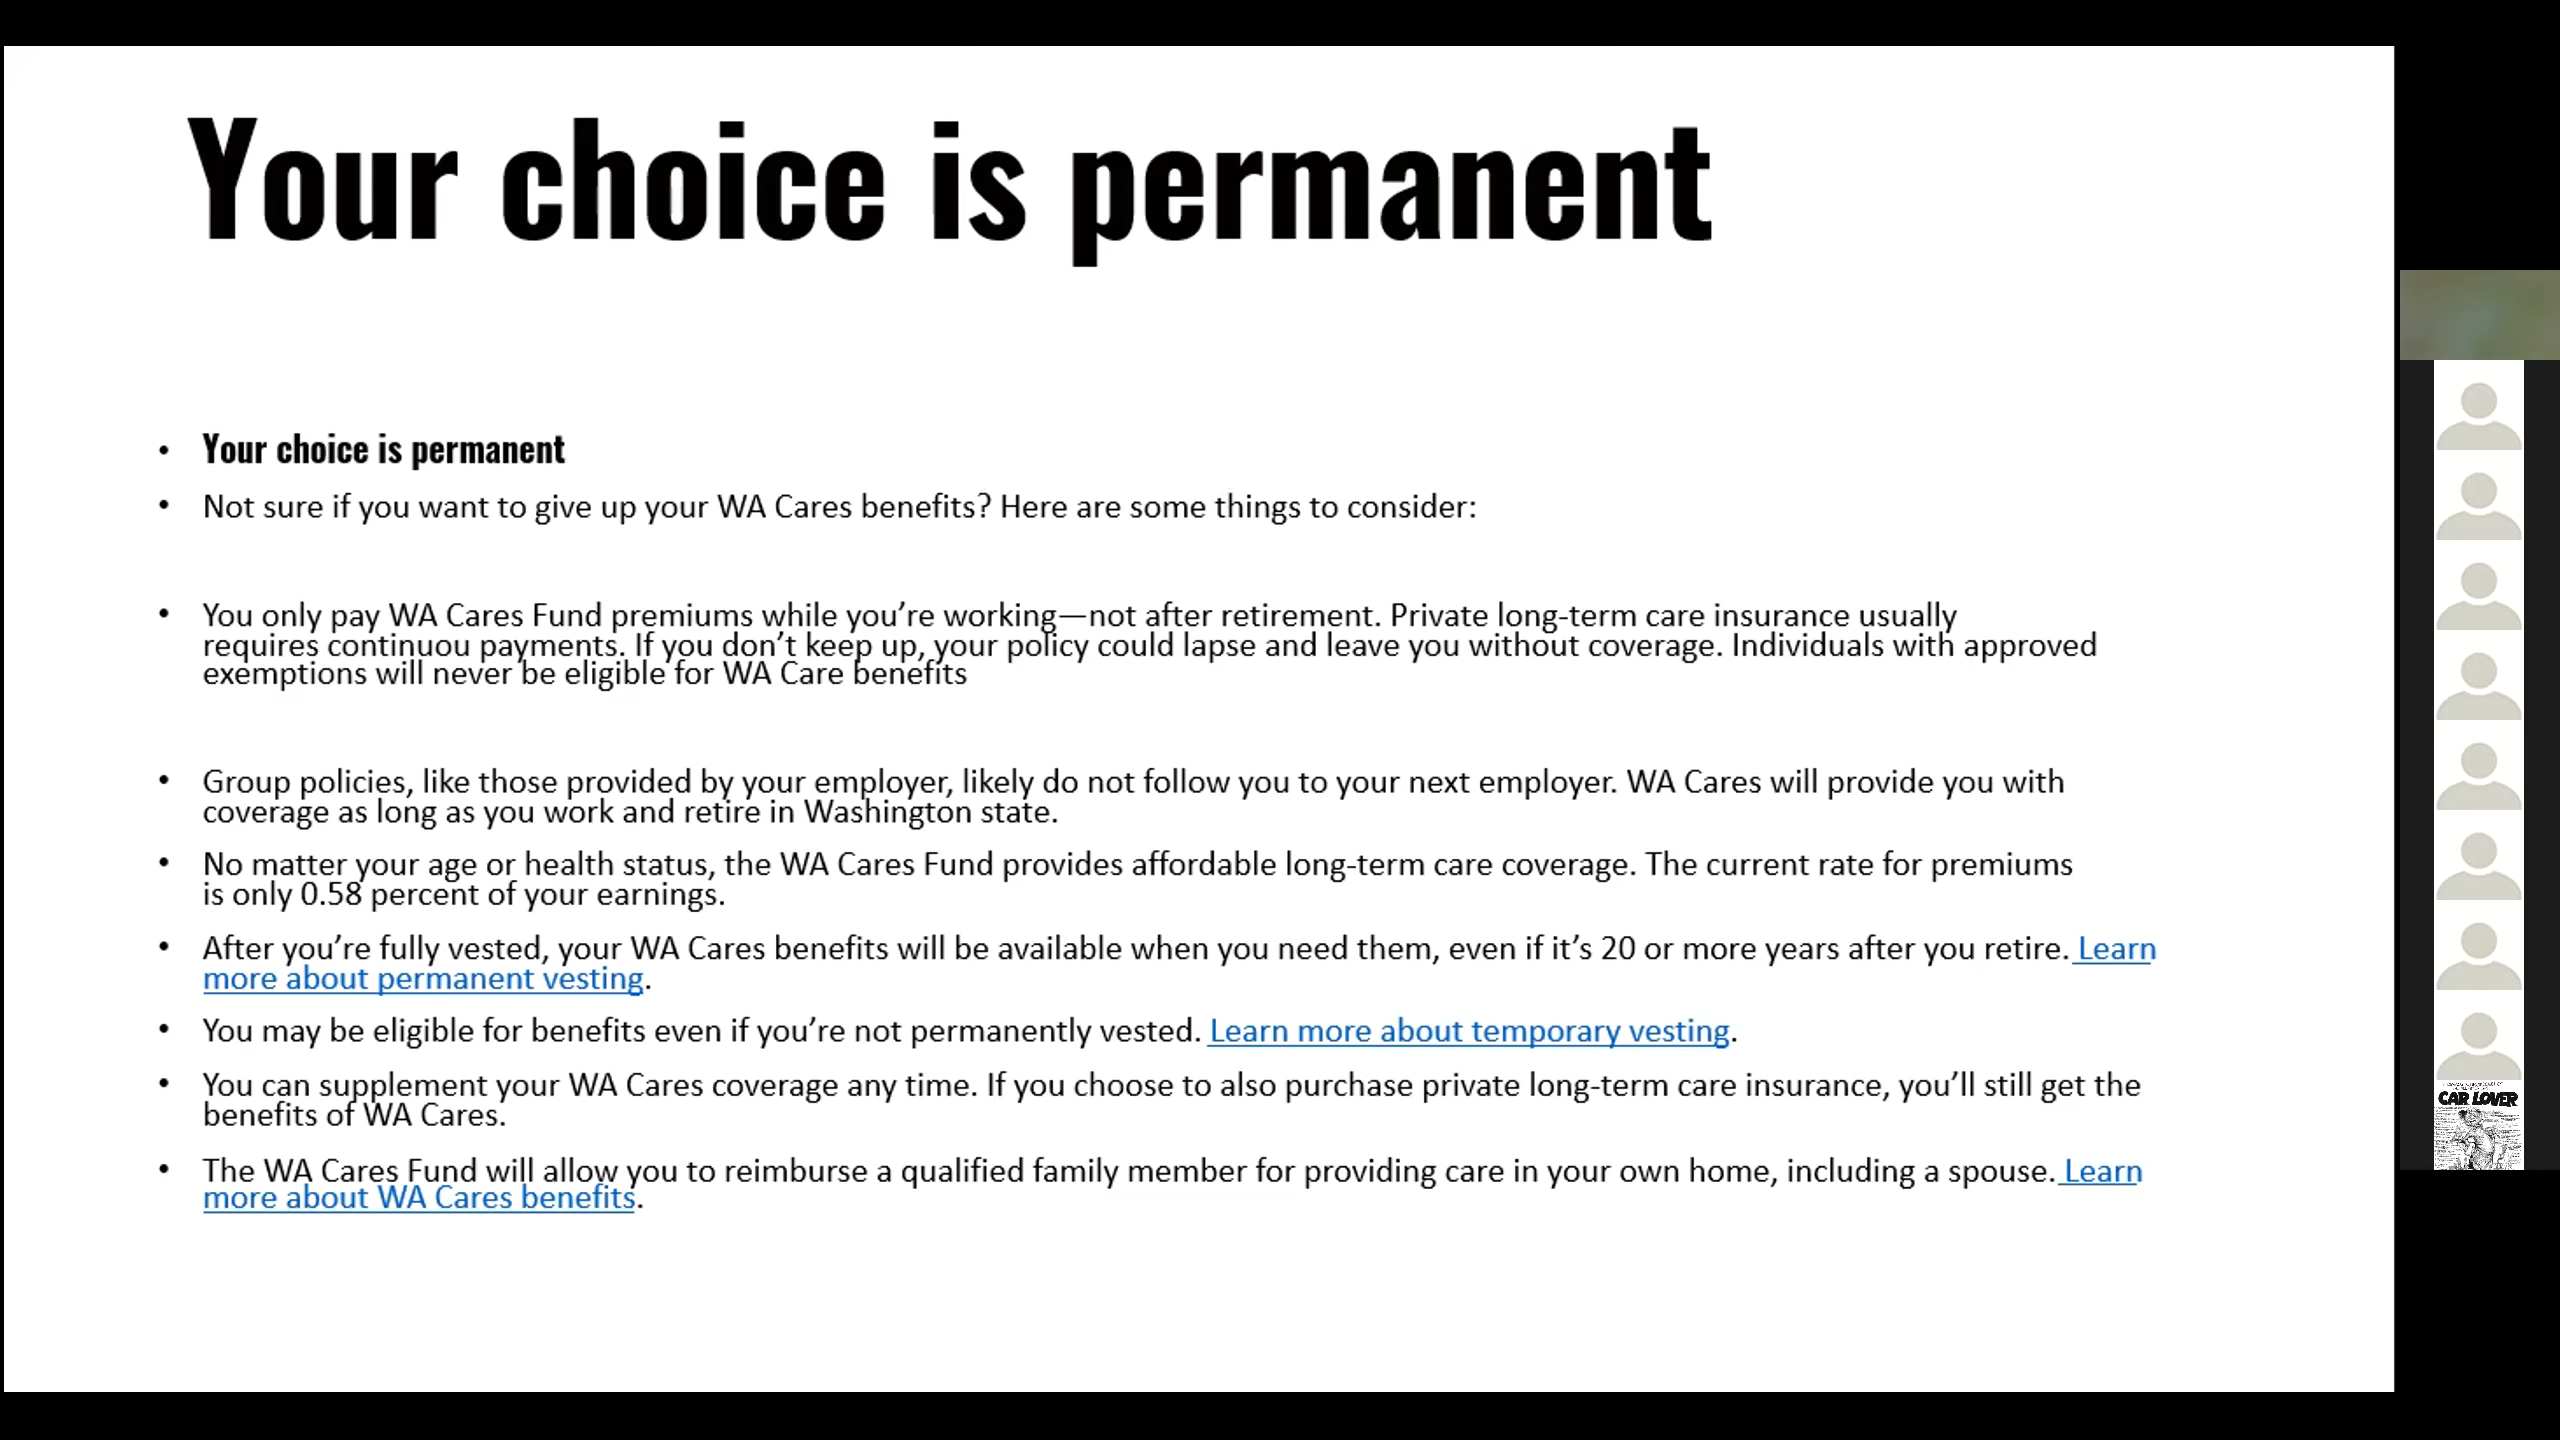 Your choice is permanent
• Your choice is permanent
• Not sure if you want to give up your WA Cares benefits? Here are some things to consider:
• You only pay WA Cares Fund premiums while you’re working—not after retirement. Private long-term care insurance usually
requires continuou payments. If you don’t keep up, your policy could lapse and leave you without coverage. Individuals with approved
exemptions will never be eligible for WA Care benefits
• Group policies, like those provided by your employer, likely do not follow you to your next employer. WA Cares will provide you with
coverage as long as you work and retire in Washington state.
• No matter your age or health status, the WA Cares Fund provides affordable long-term care coverage. The current rate for premiums
is only 0.58 percent of your earnings.
• After you’re fully vested, your WA Cares benefits will be available when you need them, even if it’s 20 or more years after you retire. Learn
more about permanent vesting.
• You may be eligible for benefits even if you’re not permanently vested. Learn more about temporary vesting.
• You can supplement your WA Cares coverage any time. If you choose to also purchase private long-term care insurance, you’ll still get the
benefits of WA Cares.
• The WA Cares Fund will allow you to reimburse a qualified family member for providing care in your own home, including a spouse. Learn
more about WA Cares benefits.
CAR LOVER